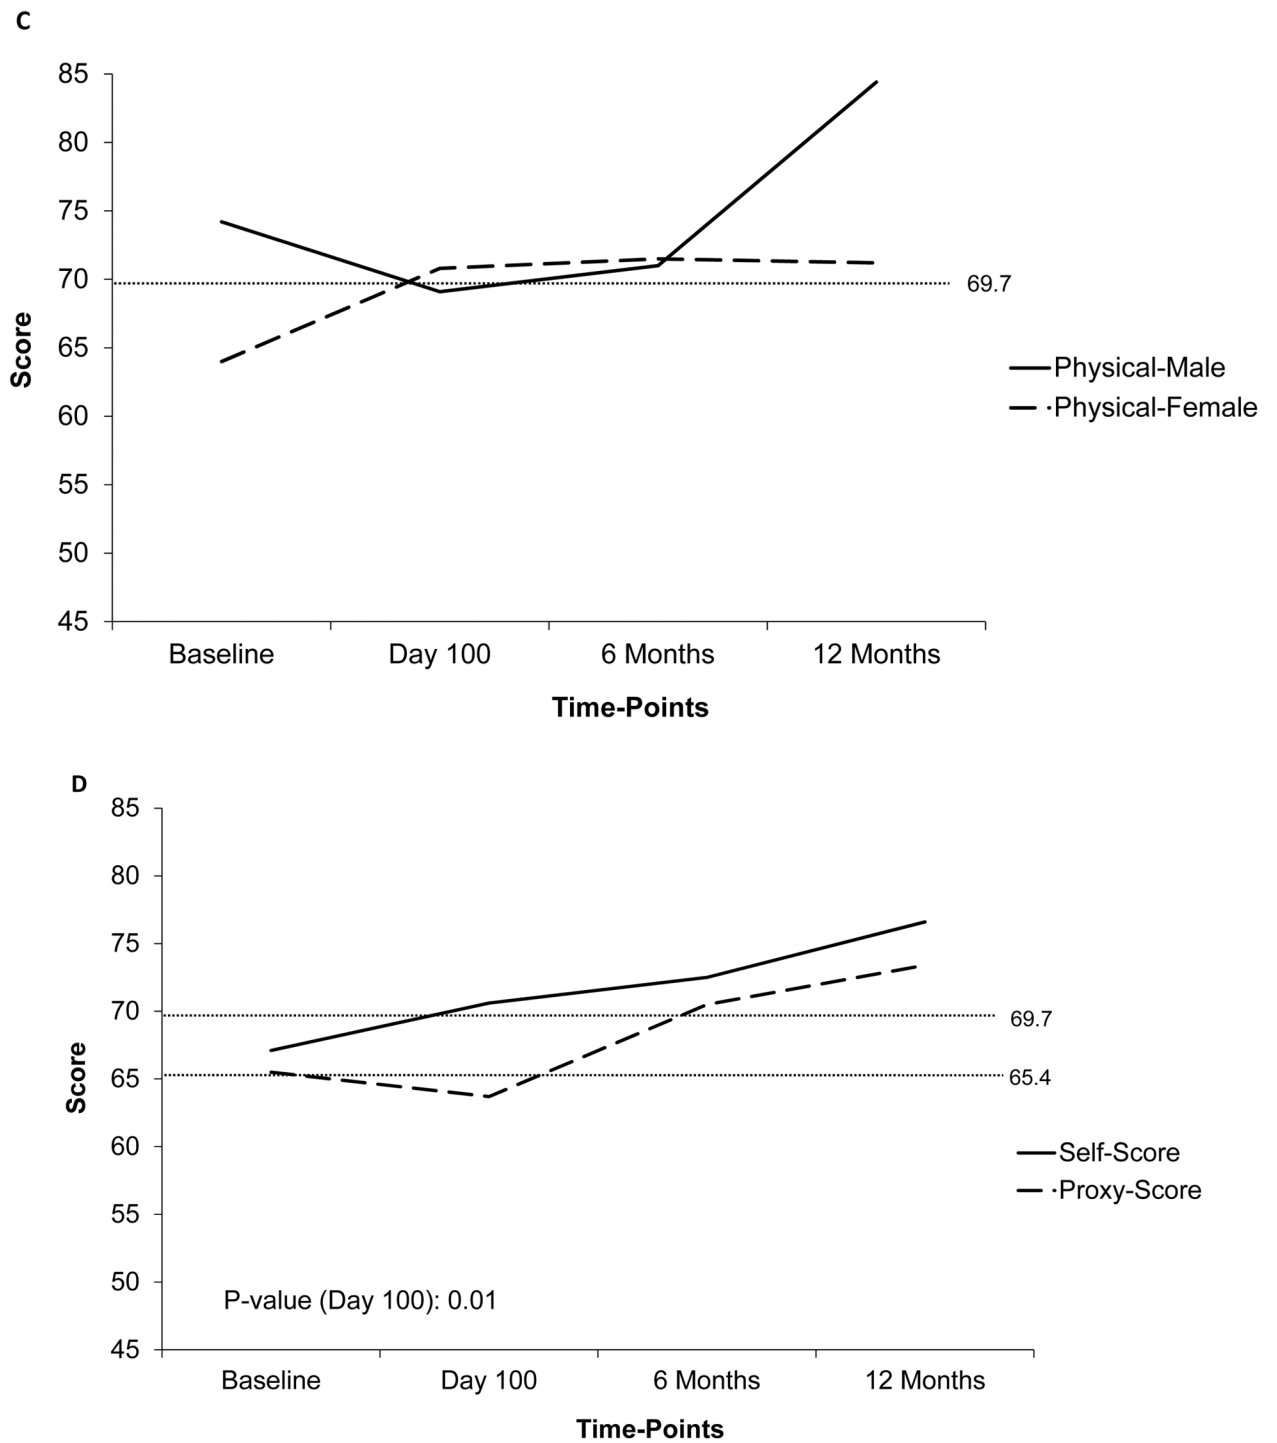 C
85
80
75
70
65
60
55
50
45
Score
69.7
Physical-Male
Physical-Female
Baseline Day 100 6 Months 12 Months
Time-Points
D
85
80
75
70
65
60
55
50
45
Score
69.7
65.4
Self-Score
Proxy-Score
P-value (Day 100): 0.01
Baseline Day 100 6 Months 12 Months
Time-Points